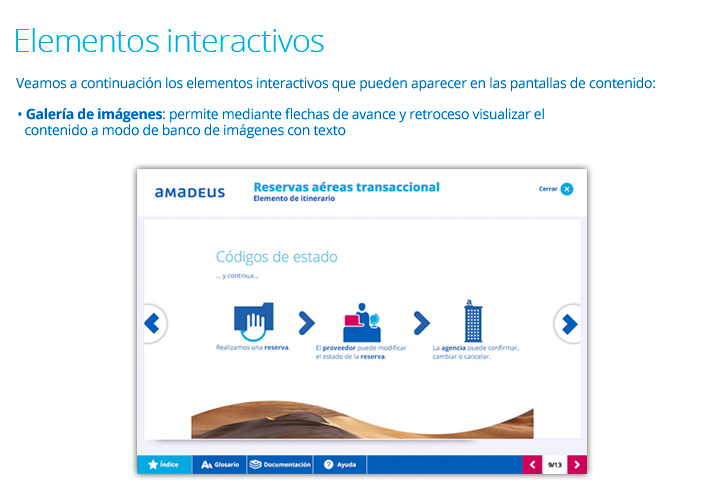 Elementos interactivos
Veamos a continuación los elementos interactivos que pueden aparecer en las pantallas de contenido:
• Galería de imágenes: permite mediante flechas de avance y retroceso visualizar el
contenido a modo de banco de imágenes con texto
amadeus
Reservas aéreas transaccional
Elemento de itinerario
Cerrar
Códigos de estado
... y continua...
Realizamos una reserva.
El proveedor puede modificar
el estado de la reserva.
La agencia puede confirmar,
cambiar o cancelar.
Índice
Glosario
Documentación
Ayuda
9/13